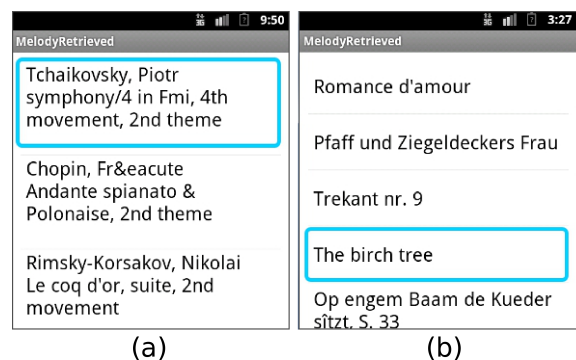 9:50
MelodyRetrieved
Tchaikovsky, Piotr
symphony/4 in Fmi, 4th
movement, 2nd theme
Chopin, Fr&eacute
Andante spianato &
Polonaise, 2nd theme
Rimsky-Korsakov, Nikolai
Le coq d'or, suite, 2nd
movement
(a)
3:27
MelodyRetrieved
Romance d'amour
Pfaff und Ziegeldeckers Frau
Trekant nr. 9
The birch tree
Op engem Baam de Kueder
sîtzt, S. 33
(b)